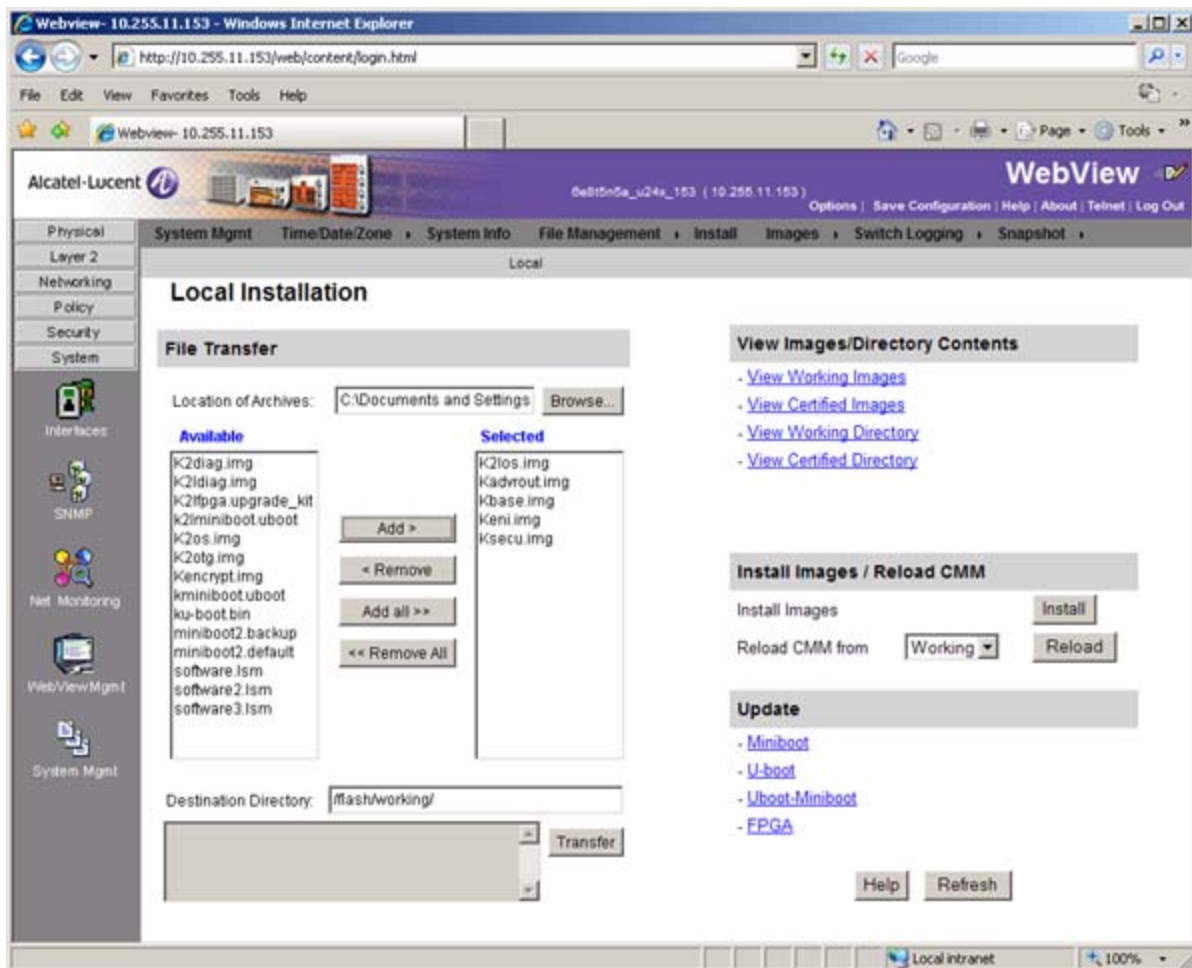 Webview- 10.255.11.153 - Windows Internet Explorer
http://10.255.11.153/web/content/login.html
Google
File Edit View Favorites Tools Help
Webview- 10.255.11.153
Page Tools
Alcatel-Lucent
(10.255.11.153)
WebView
Options | Save Configuration | Help | About | Telnet | Log Out
Physical
Layer 2
Networking
Policy
Security
System
Interfaces
SNMP
Net Monitoring
WebViewMgmt
System Mgmt
System Mgmt Time/Date/Zone System Info File Management Install Images Switch Logging Snapshot
Local
Local Installation
File Transfer
Location of Archives: C:\Documents and Settings Browse...
Available
K2diag.img
K2ldiag.img
K2lfpga.upgrade_kit
k2lminiboot.uboot
K2os.img
K2otg.img
Kencrypt.img
kminiboot.uboot
ku-boot.bin
miniboot2.backup
miniboot2.default
software.lsm
software2.lsm
software3.lsm
Add >
< Remove
Add all >>
<< Remove All
Selected
K2los.img
Kadvrout.img
Kbase.img
Keni.img
Ksecu.img
Destination Directory: /flash/working/
Transfer
View Images/Directory Contents
- View Working Images
- View Certified Images
- View Working Directory
- View Certified Directory
Install Images / Reload CMM
Install Images Install
Reload CMM from Working Reload
Update
- Miniboot
- U-boot
- Uboot-Miniboot
- FPGA
Help Refresh
Local intranet 100%